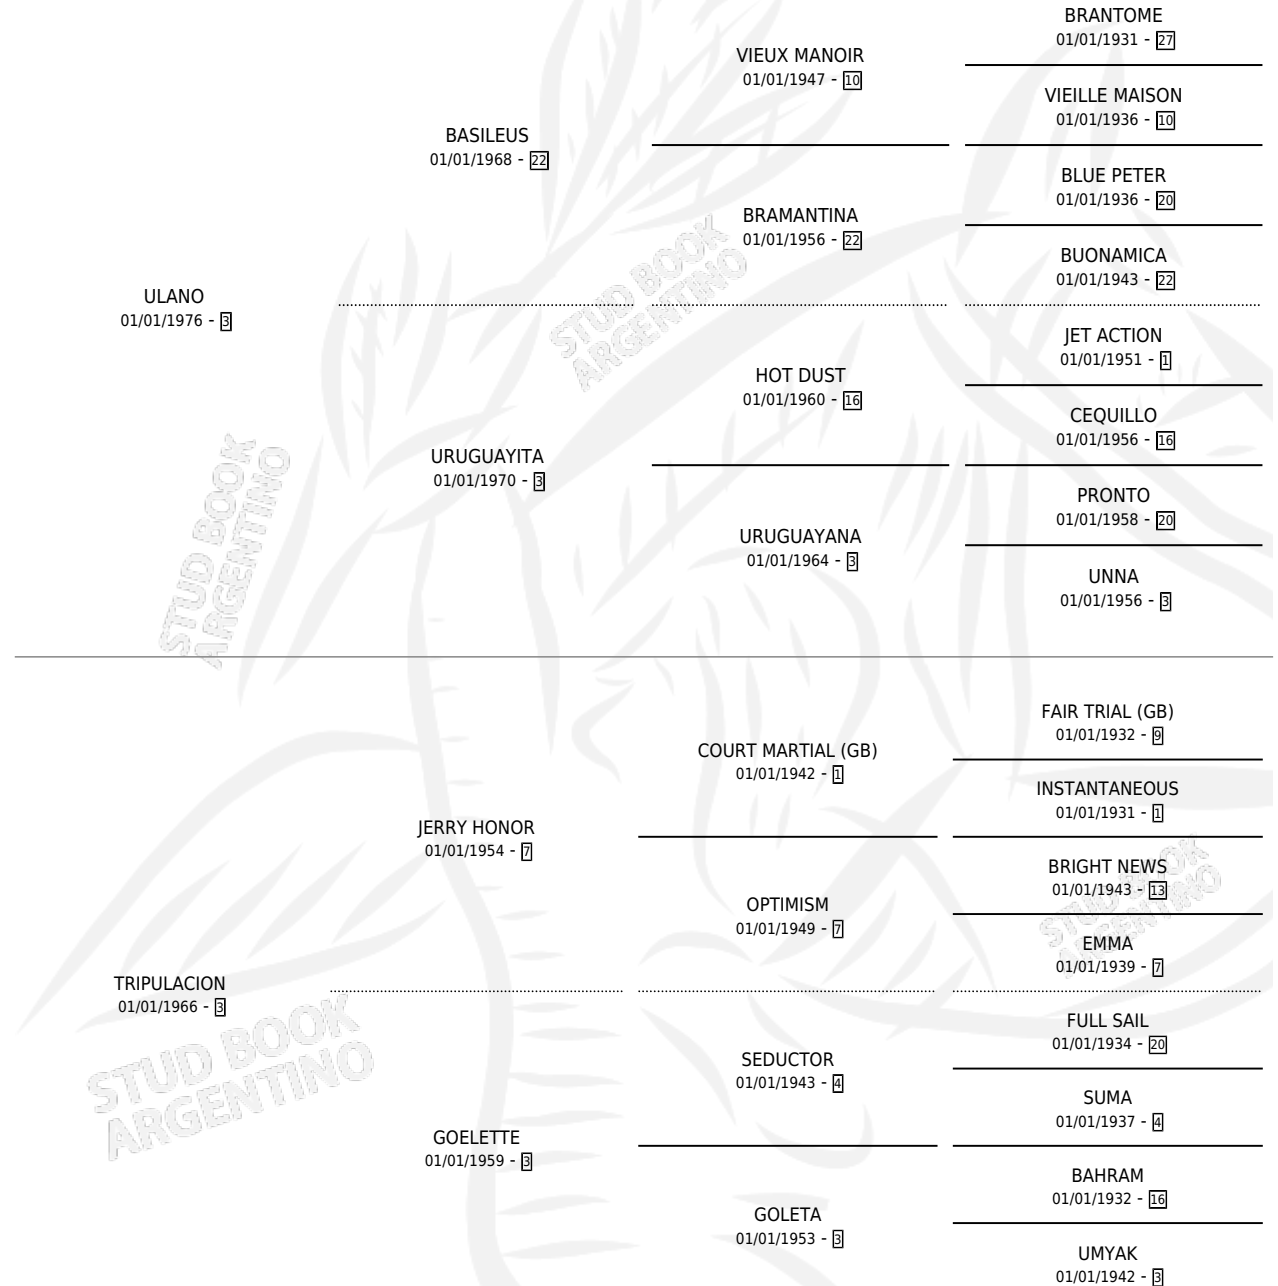 BRANTOME
01/01/1931 - 27
VIEUX MANOIR
01/01/1947 - 10
VIEILLE MAISON
01/01/1936 - 10
BASILEUS
01/01/1968 - 22
BLUE PETER
01/01/1936 - 20
BRAMANTINA
01/01/1956 - 22
BUONAMICA
01/01/1943 - 22
ULANO
01/01/1976 - 3
JET ACTION
01/01/1951 - 1
HOT DUST
01/01/1960 - 16
CEQUILLO
01/01/1956 - 16
URUGUAYITA
01/01/1970 - 3
PRONTO
01/01/1958 - 20
URUGUAYANA
01/01/1964 - 3
UNNA
01/01/1956 - 3
FAIR TRIAL (GB)
01/01/1932 - 9
COURT MARTIAL (GB)
01/01/1942 - 1
INSTANTANEOUS
01/01/1931 - 1
JERRY HONOR
01/01/1954 - 7
BRIGHT NEWS
01/01/1943 - 13
OPTIMISM
01/01/1949 - 7
EMMA
01/01/1939 - 7
TRIPULACION
01/01/1966 - 3
FULL SAIL
01/01/1934 - 20
SEDUCTOR
01/01/1943 - 4
SUMA
01/01/1937 - 4
GOELETTE
01/01/1959 - 3
BAHRAM
01/01/1932 - 16
GOLETA
01/01/1953 - 3
UMYAK
01/01/1942 - 3
STUD BOOK
ARGENTINO
STUD BOOK
ARGENTINO
STUD BOOK
ARGENTINO
STUD BOOK
ARGENTINO